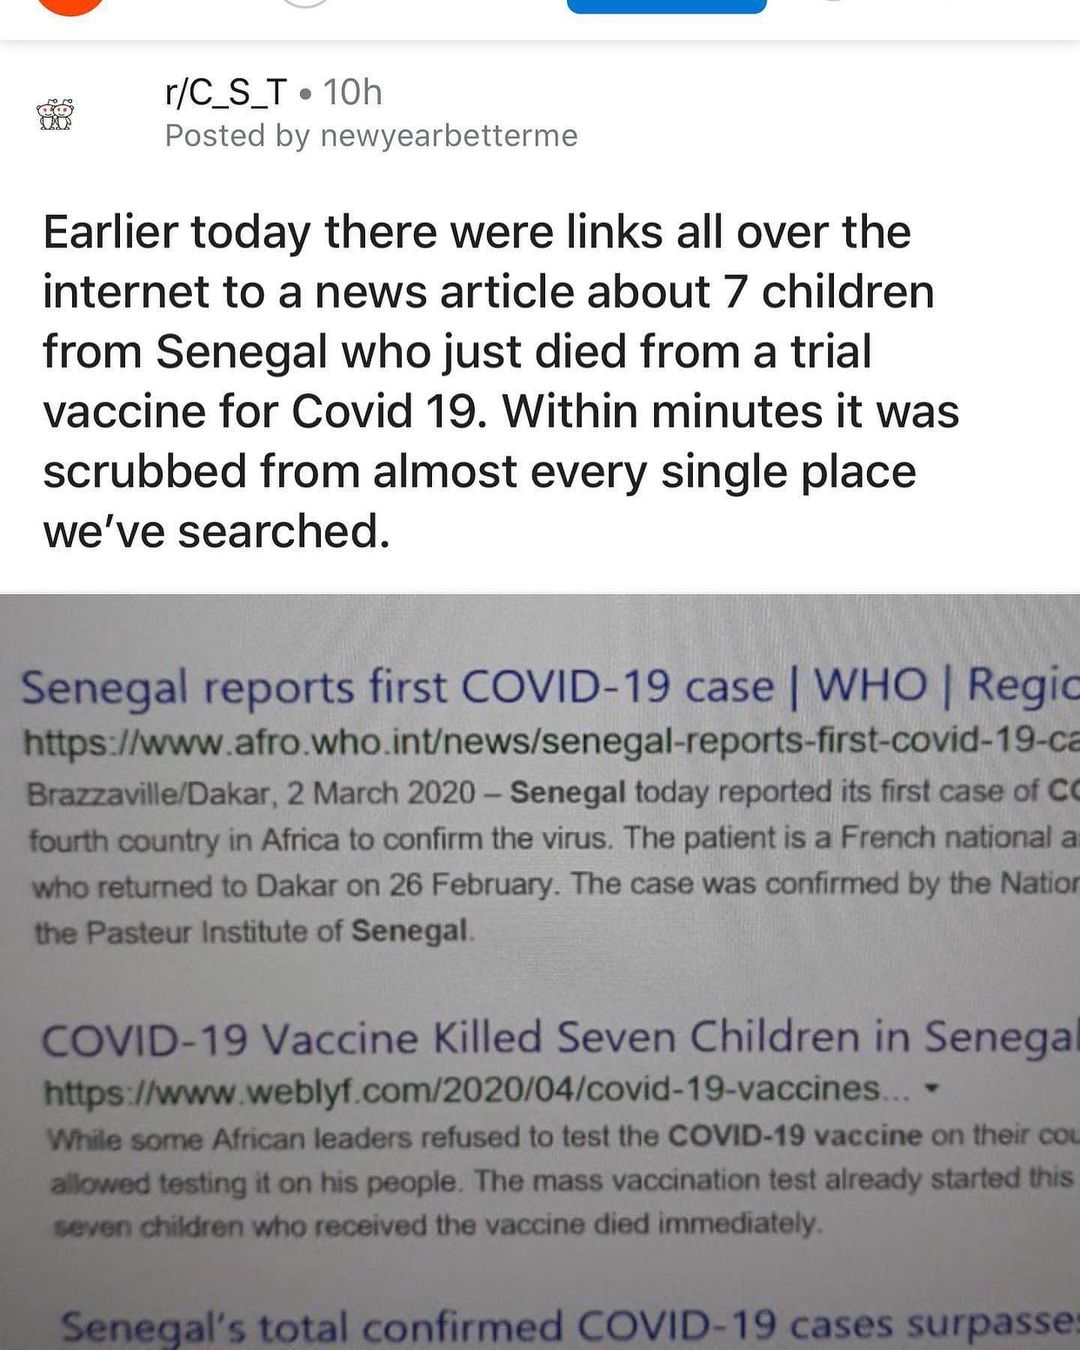 r/C_S_T • 10h
Posted by newyearbetterme
Earlier today there were links all over the
internet to a news article about 7 children
from Senegal who just died from a trial
vaccine for Covid 19. Within minutes it was
scrubbed from almost every single place
we've searched.
Senegal reports first COVID-19 case | WHO | Regio
https://www.afro.who.int/news/senegal-reports-first-covid-19-ca
Brazzaville/Dakar, 2 March 2020 – Senegal today reported its first case of CO
fourth country in Africa to confirm the virus. The patient is a French national a
who returned to Dakar on 26 February. The case was confirmed by the Nation
the Pasteur Institute of Senegal.
COVID-19 Vaccine Killed Seven Children in Senegal
https://www.weblyf.com/2020/04/covid-19-vaccines...
While some African leaders refused to test the COVID-19 vaccine on their cou
allowed testing it on his people. The mass vaccination test already started this
seven children who received the vaccine died immediately.
Senegal's total confirmed COVID-19 cases surpasses